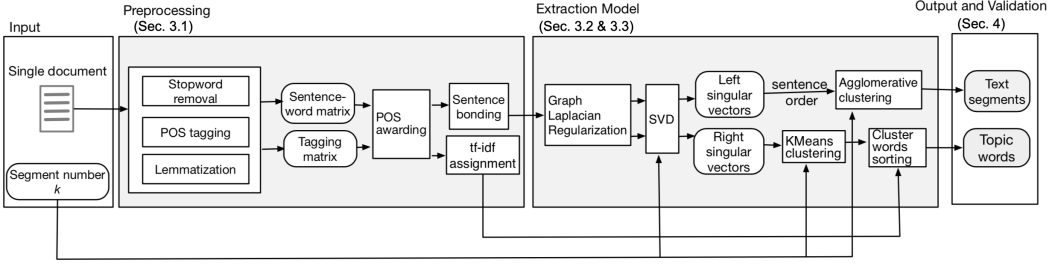 Input
Single document
Segment number
k
Preprocessing
(Sec. 3.1)
Stopword
removal
POS tagging
Lemmatization
Sentence-
word matrix
Tagging
matrix
POS
awarding
Sentence
bonding
tf-idf
assignment
Extraction Model
(Sec. 3.2 & 3.3)
Graph
Laplacian
Regularization
SVD
Left
singular
vectors
Right
singular
vectors
sentence
order
KMeans
clustering
Agglomerative
clustering
Cluster
words
sorting
Output and Validation
(Sec. 4)
Text
segments
Topic
words